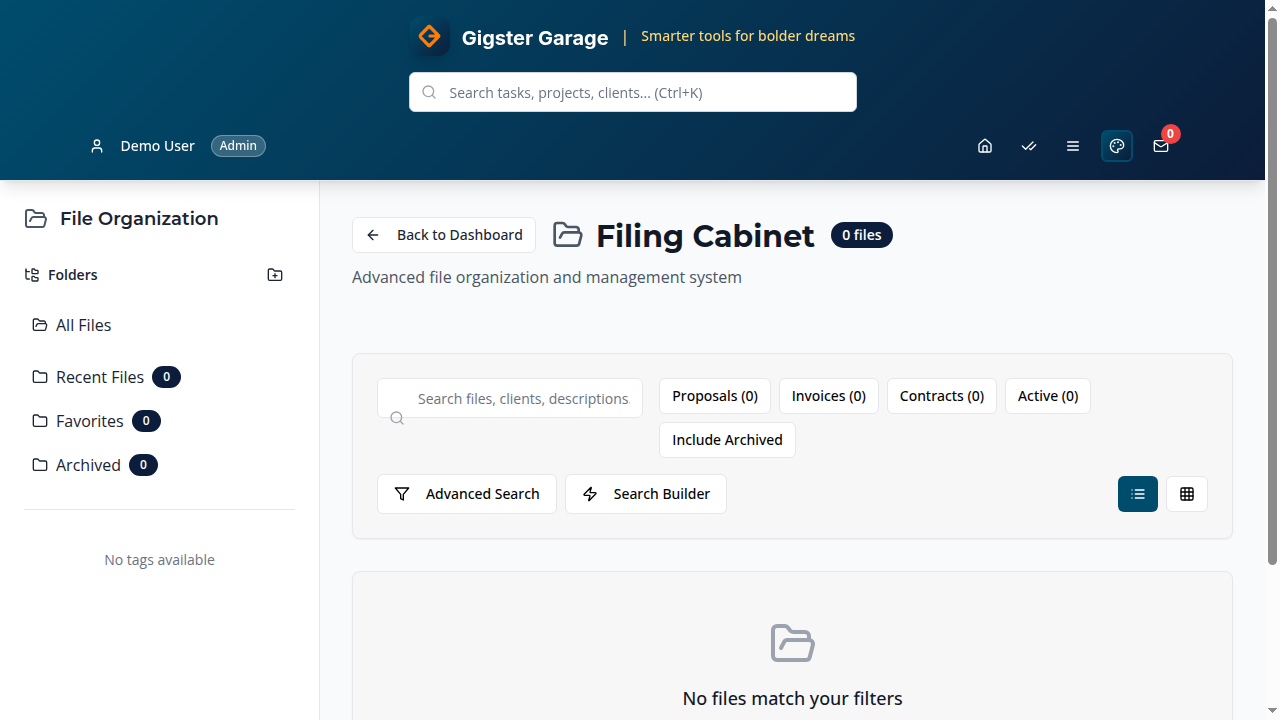 Gigster Garage | Smarter tools for bolder dreams
Search tasks, projects, clients... (Ctrl+K)
Demo User Admin 0
File Organization
Folders
All Files
Recent Files 0
Favorites 0
Archived 0
No tags available
Back to Dashboard Filing Cabinet 0 files
Advanced file organization and management system
Search files, clients, descriptions. Proposals (0) Invoices (0) Contracts (0) Active (0)
Include Archived
Advanced Search Search Builder
No files match your filters